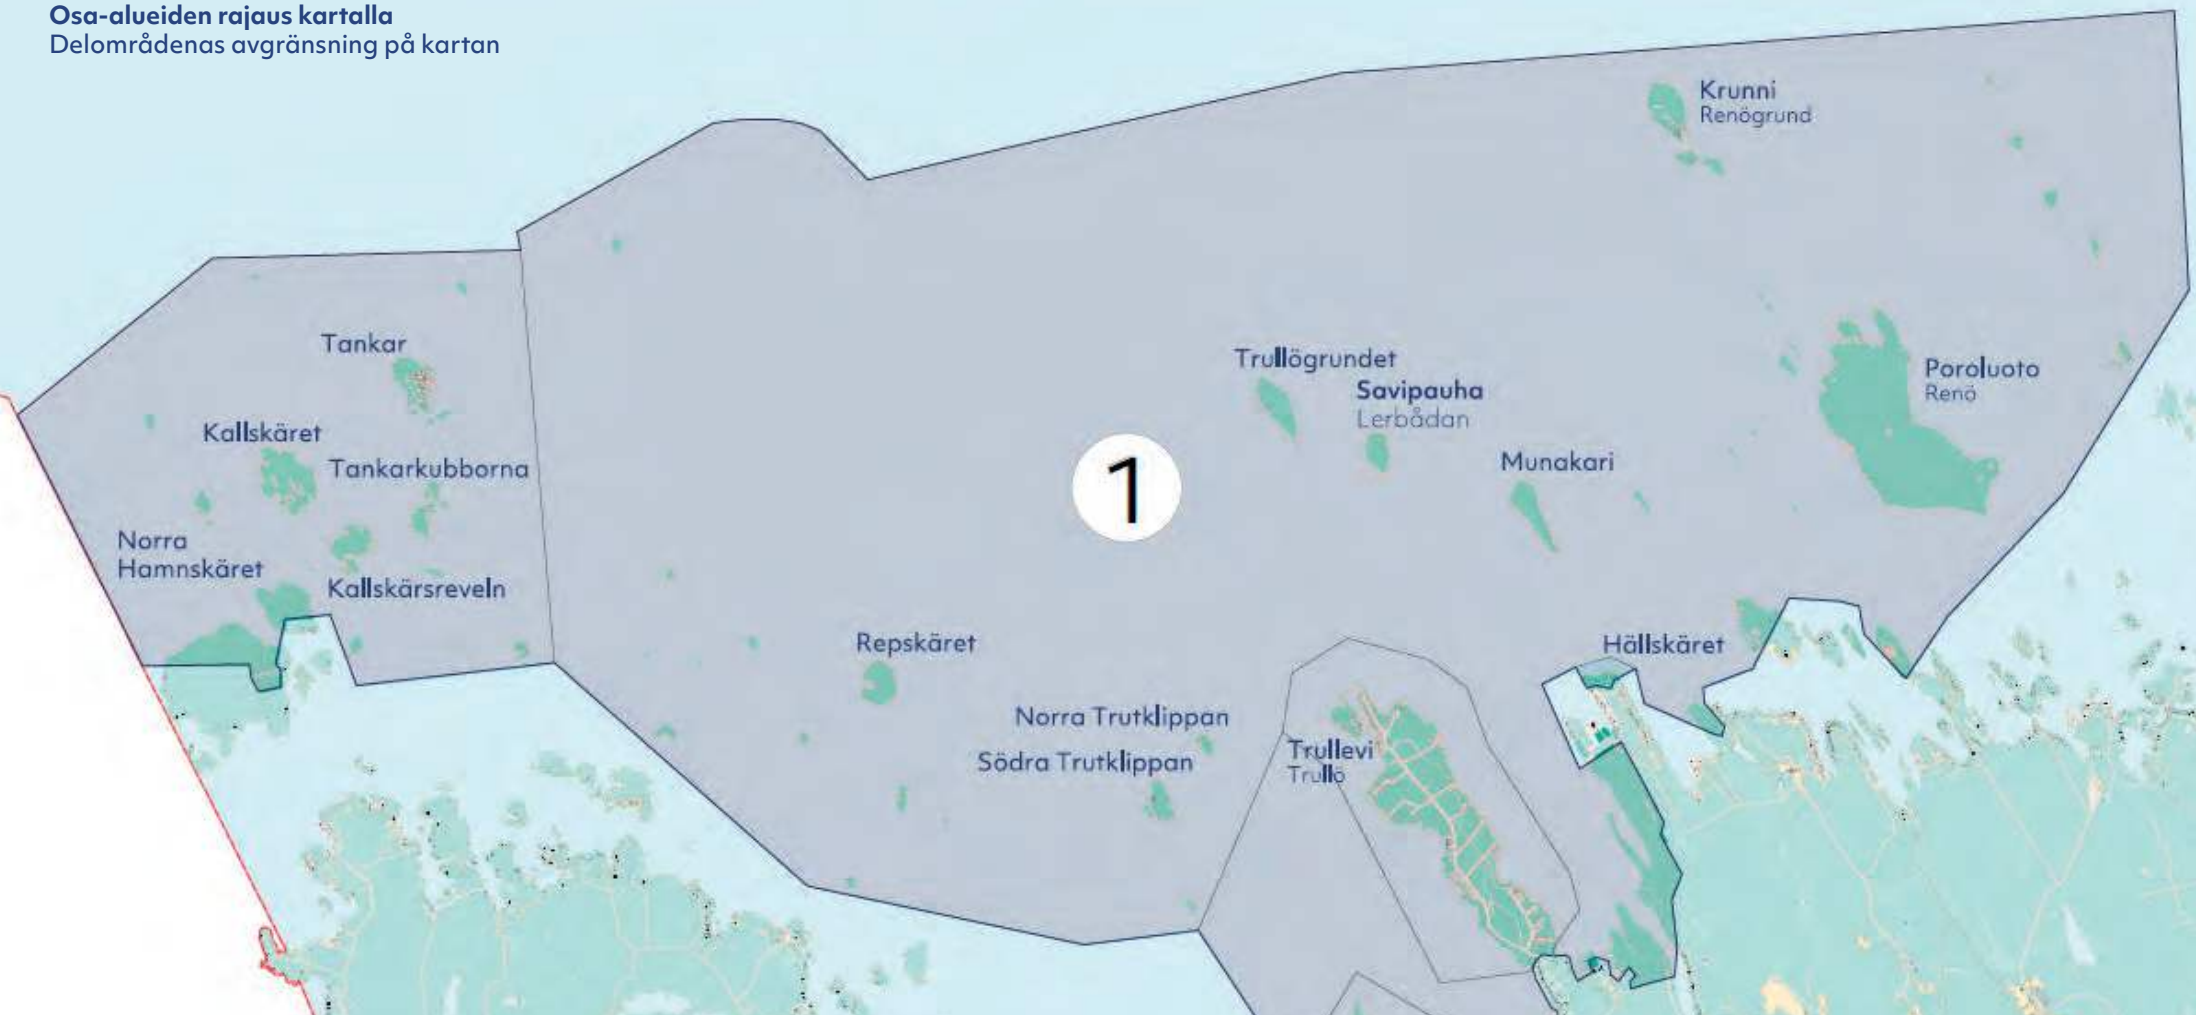 Osa-alueiden rajaus kartalla
Delområdenas avgränsning på kartan
Krunni
Renögrund
Tankar
Trullögrundet
Savipauha
Lerbådan
Poroluoto
Renö
Kallskäret
Tankarkubborna
Munakari
1
Norra
Hamnskäret
Kallskärsreveln
Repskäret
Hällskäret
Norra Trutklippan
Södra Trutklippan
Trullevi
Trullö